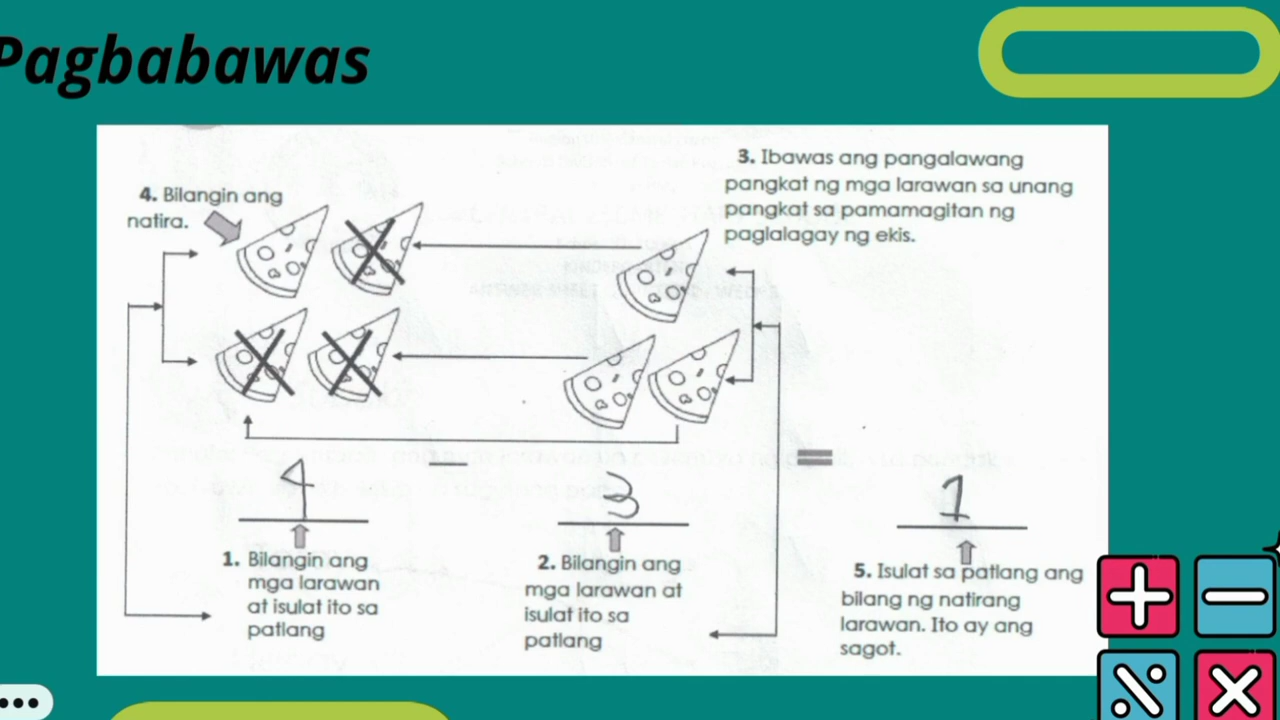 Pagbabawas
4. Bilangin ang
natira.
3. Ibawas ang pangalawang
pangkat ng mga larawan sa unang
pangkat sa pamamagitan ng
paglalagay ng ekis.
4 – 3 = 1
1. Bilangin ang
mga larawan
at isulat ito sa
patlang
2. Bilangin ang
mga larawan at
isulat ito sa
patlang
5. Isulat sa patlang ang
bilang ng natirang
larawan. Ito ay ang
sagot.